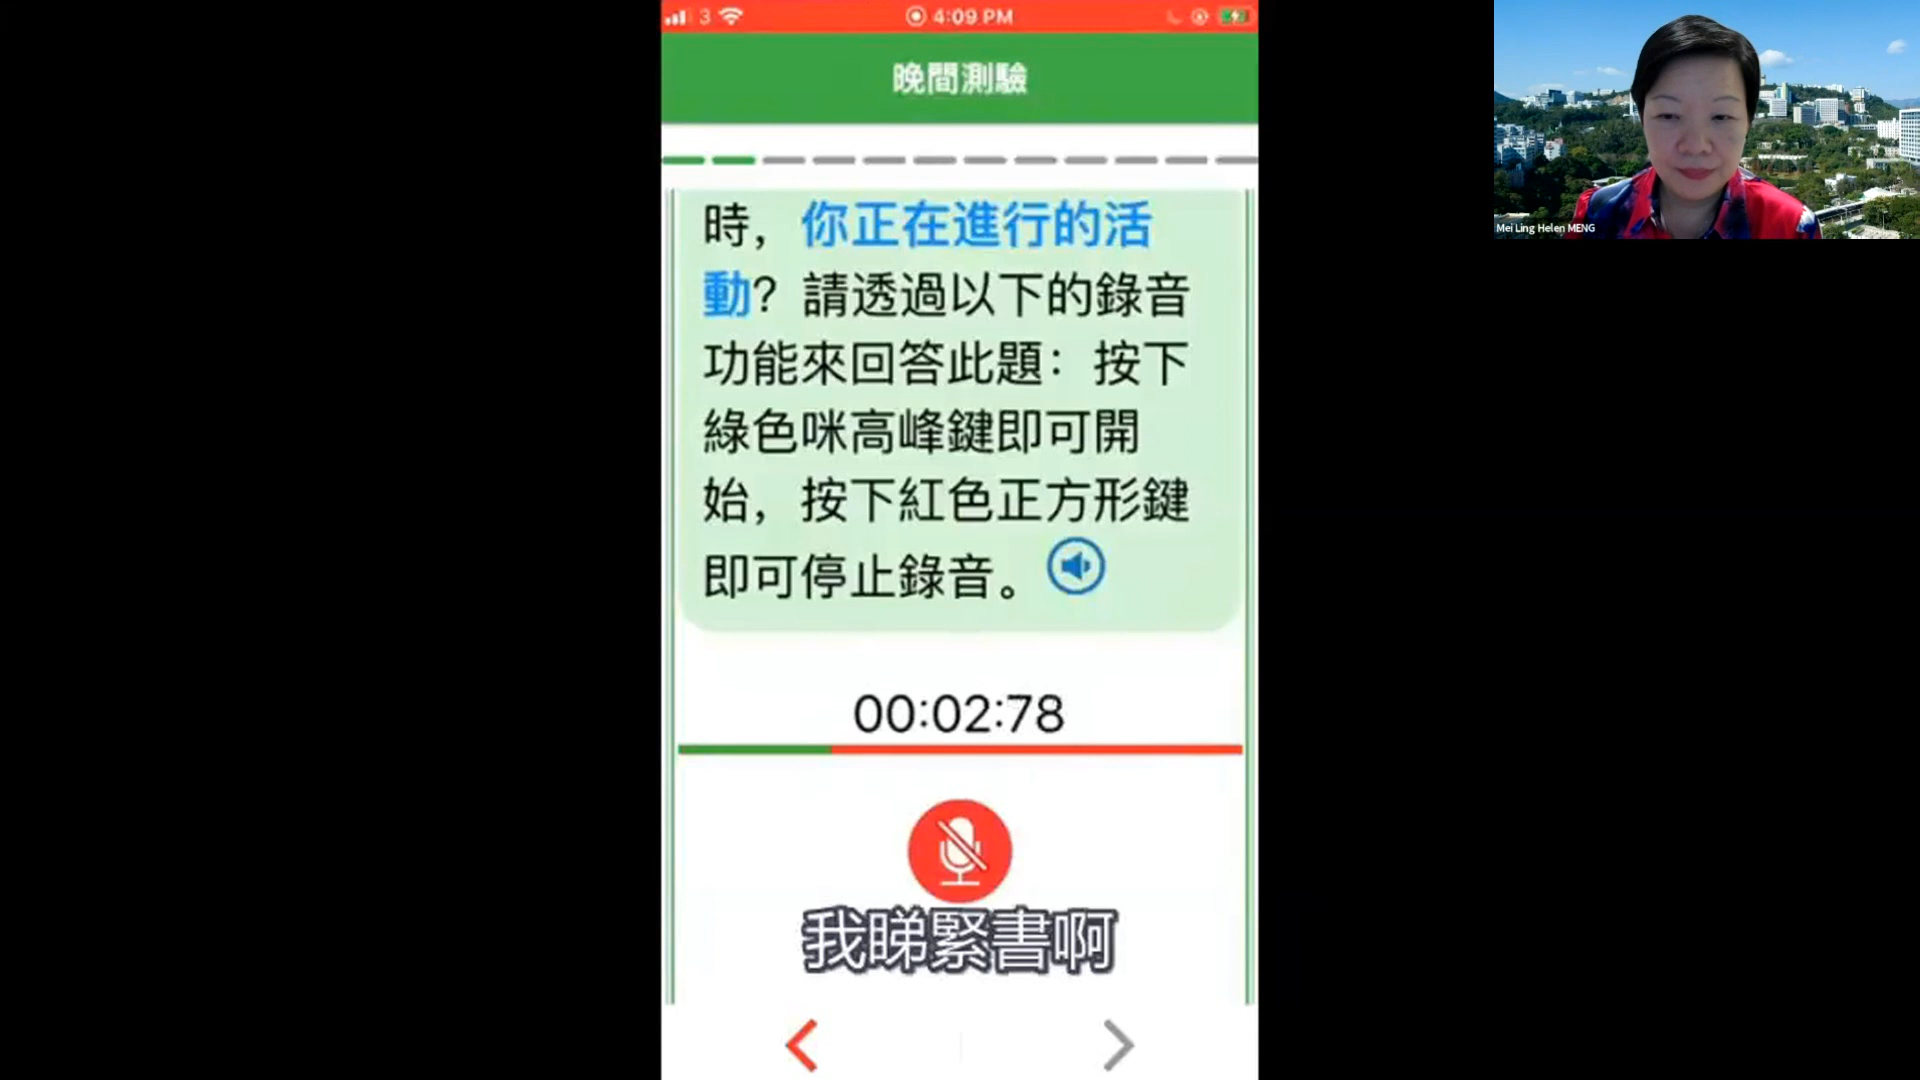 3
4:09 PM
晚間測驗
時，你正在進行的活
動？請透過以下的錄音
功能來回答此題：按下
綠色咪高峰鍵即可開
始，按下紅色正方形鍵
即可停止錄音。
00:02:78
我睇緊書啊
Mei Ling Helen MENG